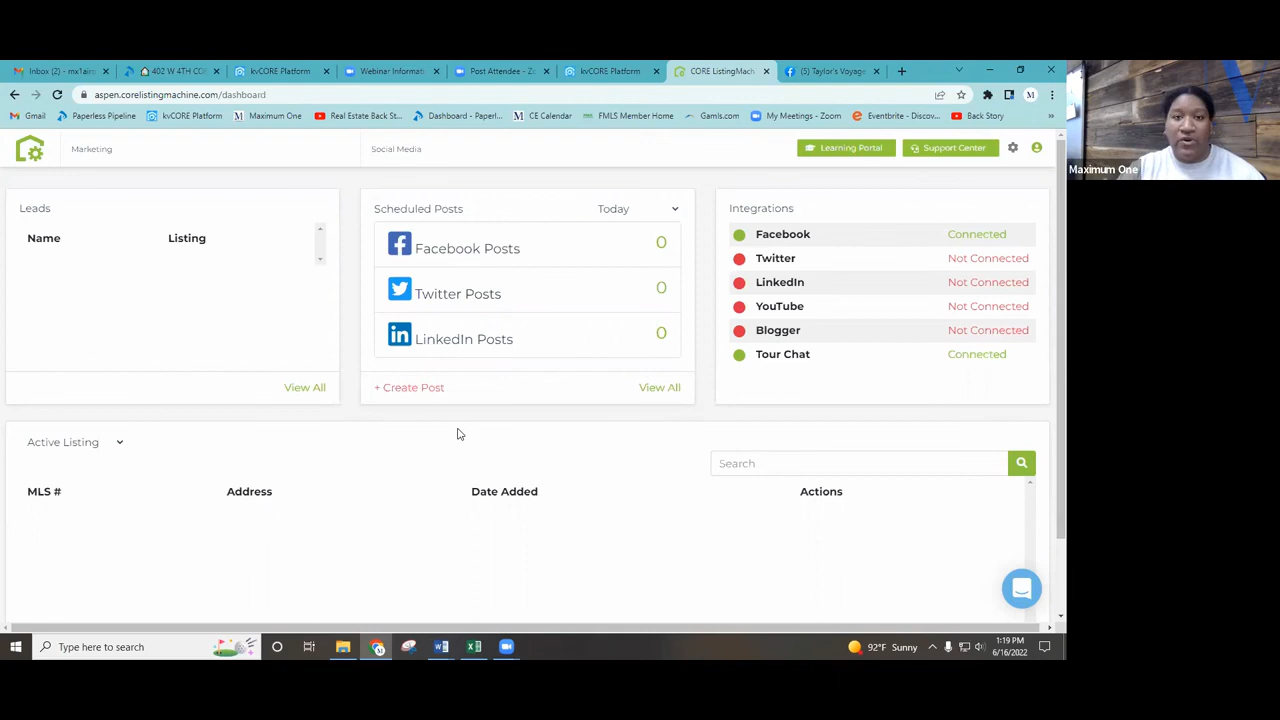 Inbox (2) - mx1airp
402 W 4TH CO
kvCORE Platform
Webinar Informati
Post Attendee - Zo
kvCORE Platform
CORE ListingMach
(5) Taylor's Voyage
aspen.corelistingmachine.com/dashboard
M
Gmail
Paperless Pipeline
kvCORE Platform
Maximum One
Real Estate Back St...
Dashboard - Paperl...
CE Calendar
FMLS Member Home
Gamls.com
My Meetings - Zoom
Eventbrite - Discov...
Back Story
Marketing
Social Media
Learning Portal
Support Center
Maximum One
Leads
Name Listing
View All
Scheduled Posts Today
Facebook Posts 0
Twitter Posts 0
LinkedIn Posts 0
+ Create Post View All
Integrations
Facebook Connected
Twitter Not Connected
LinkedIn Not Connected
YouTube Not Connected
Blogger Not Connected
Tour Chat Connected
Active Listing
Search
MLS # Address Date Added Actions
Type here to search
92°F Sunny
1:19 PM
6/16/2022